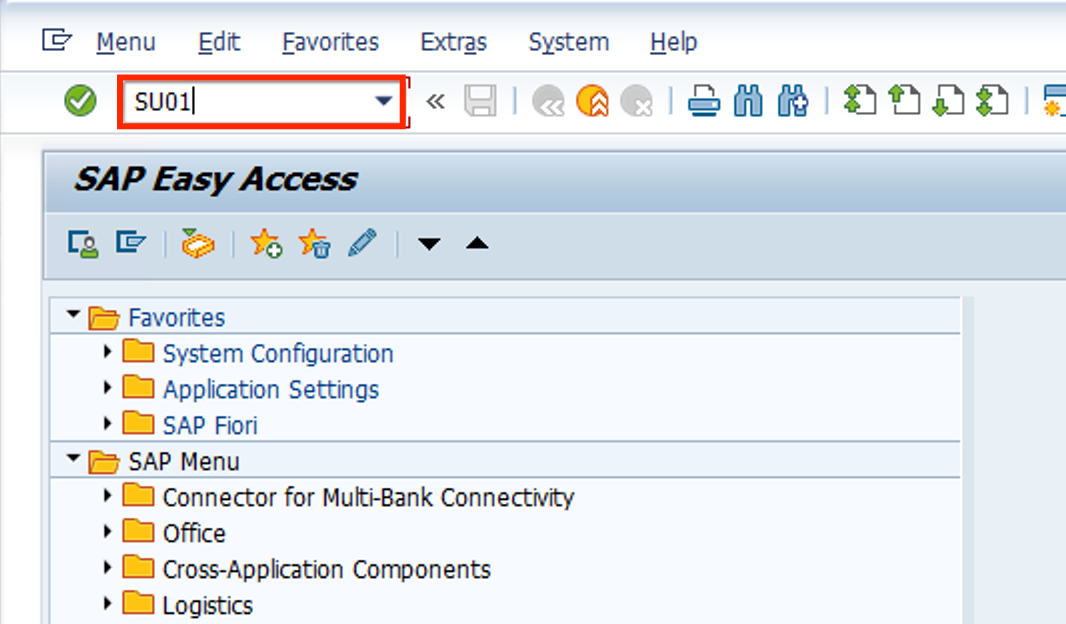 Menu Edit Favorites Extras System Help
SU01
SAP Easy Access
Favorites
System Configuration
Application Settings
SAP Fiori
SAP Menu
Connector for Multi-Bank Connectivity
Office
Cross-Application Components
Logistics